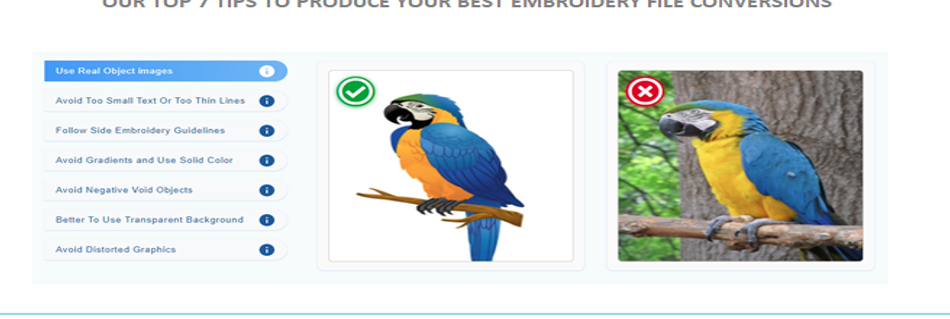 OUR TOP 7 TIPS TO PRODUCE YOUR BEST EMBROIDERY FILE CONVERSIONS
Use Real Object images
Avoid Too Small Text Or Too Thin Lines
Follow Side Embroidery Guidelines
Avoid Gradients and Use Solid Color
Avoid Negative Void Objects
Better To Use Transparent Background
Avoid Distorted Graphics